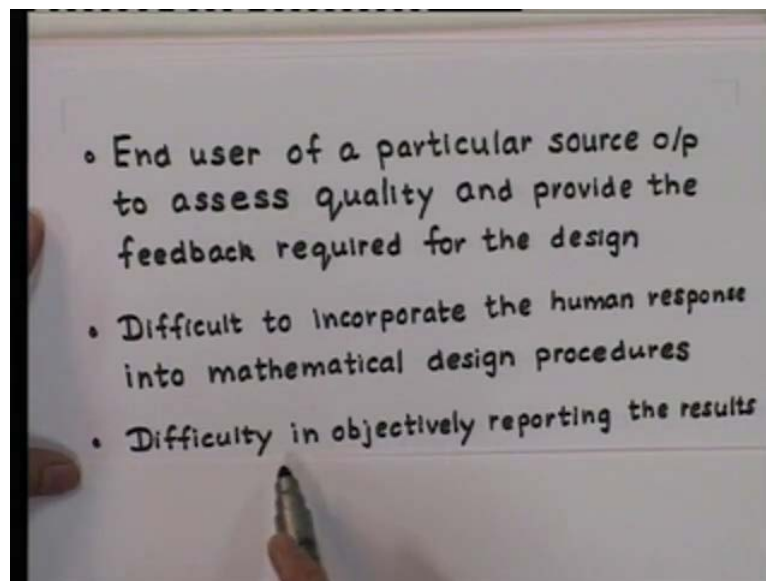 • End user of a particular source o/p
to assess quality and provide the
feedback required for the design
• Difficult to incorporate the human response
into mathematical design procedures
• Difficulty in objectively reporting the results